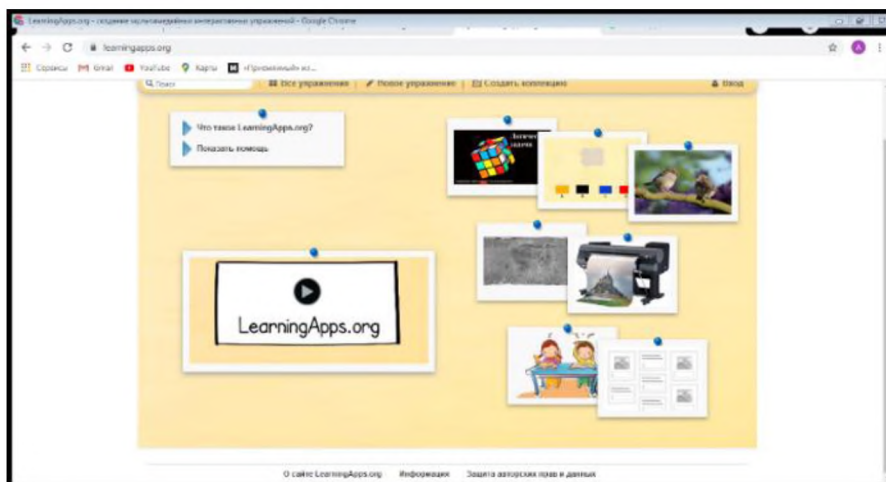 LearningApps.org - создание мультимедийных интерактивных упражнений - Google Chrome
learningapps.org
Сервисы Gmail YouTube Карты
Поиск Все упражнения Новое упражнение Создать коллекцию Вход
Что такое LearningApps.org?
Показать помощь
LearningApps.org
О сайте LearningApps.org Информация Защита авторских прав и данных